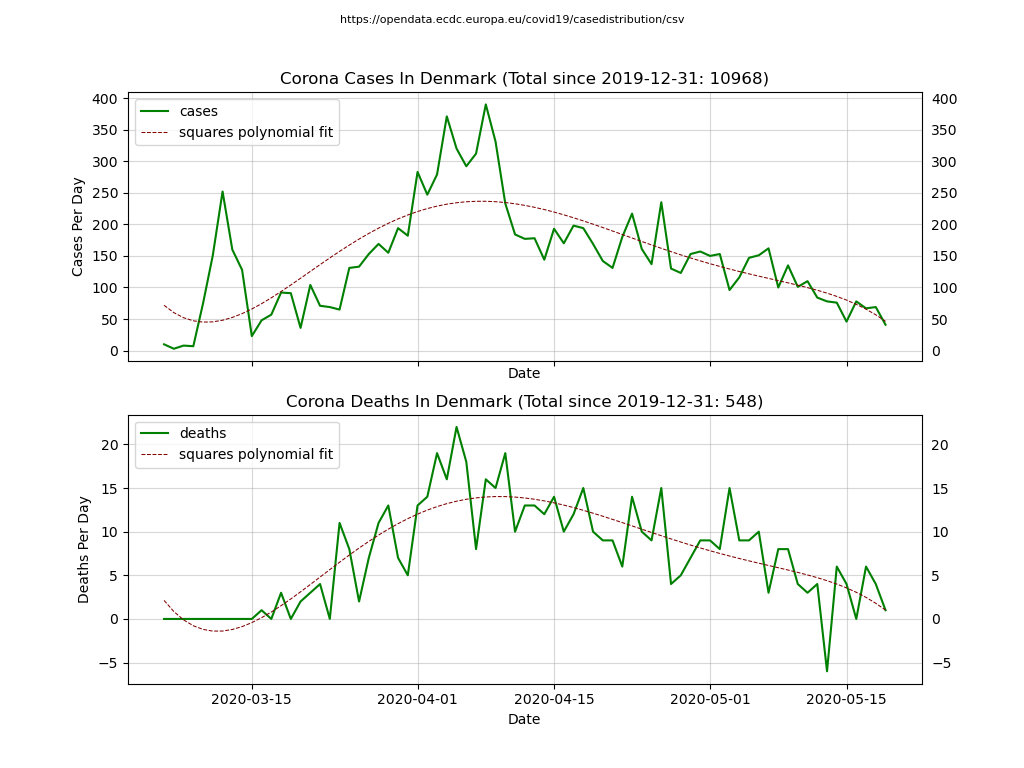 https://opendata.ecdc.europa.eu/covid19/casedistribution/csv
Corona Cases In Denmark (Total since 2019-12-31: 10968)
cases
squares polynomial fit
Cases Per Day
400
350
300
250
200
150
100
50
0
400
350
300
250
200
150
100
50
0
Date
Corona Deaths In Denmark (Total since 2019-12-31: 548)
deaths
squares polynomial fit
Deaths Per Day
20
15
10
5
0
−5
20
15
10
5
0
−5
2020-03-15 2020-04-01 2020-04-15 2020-05-01 2020-05-15
Date